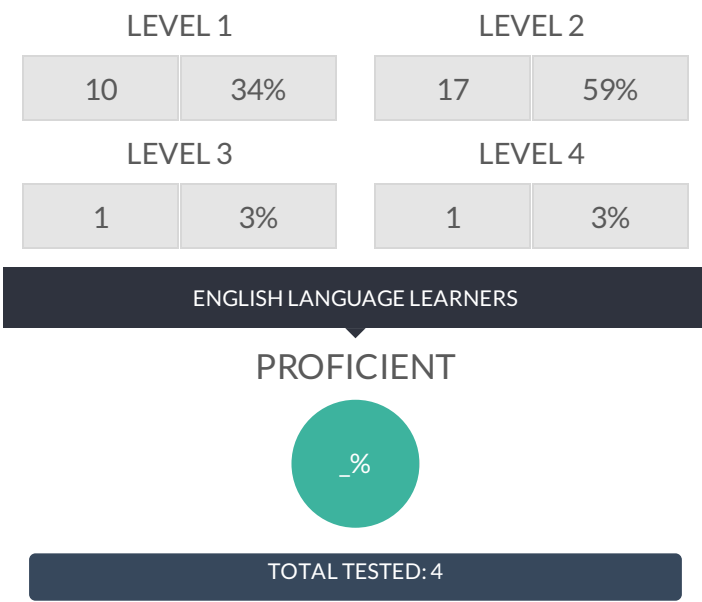 LEVEL 1 LEVEL 2
10 34% 17 59%
LEVEL 3 LEVEL 4
1 3% 1 3%
ENGLISH LANGUAGE LEARNERS
PROFICIENT
_%
TOTAL TESTED: 4